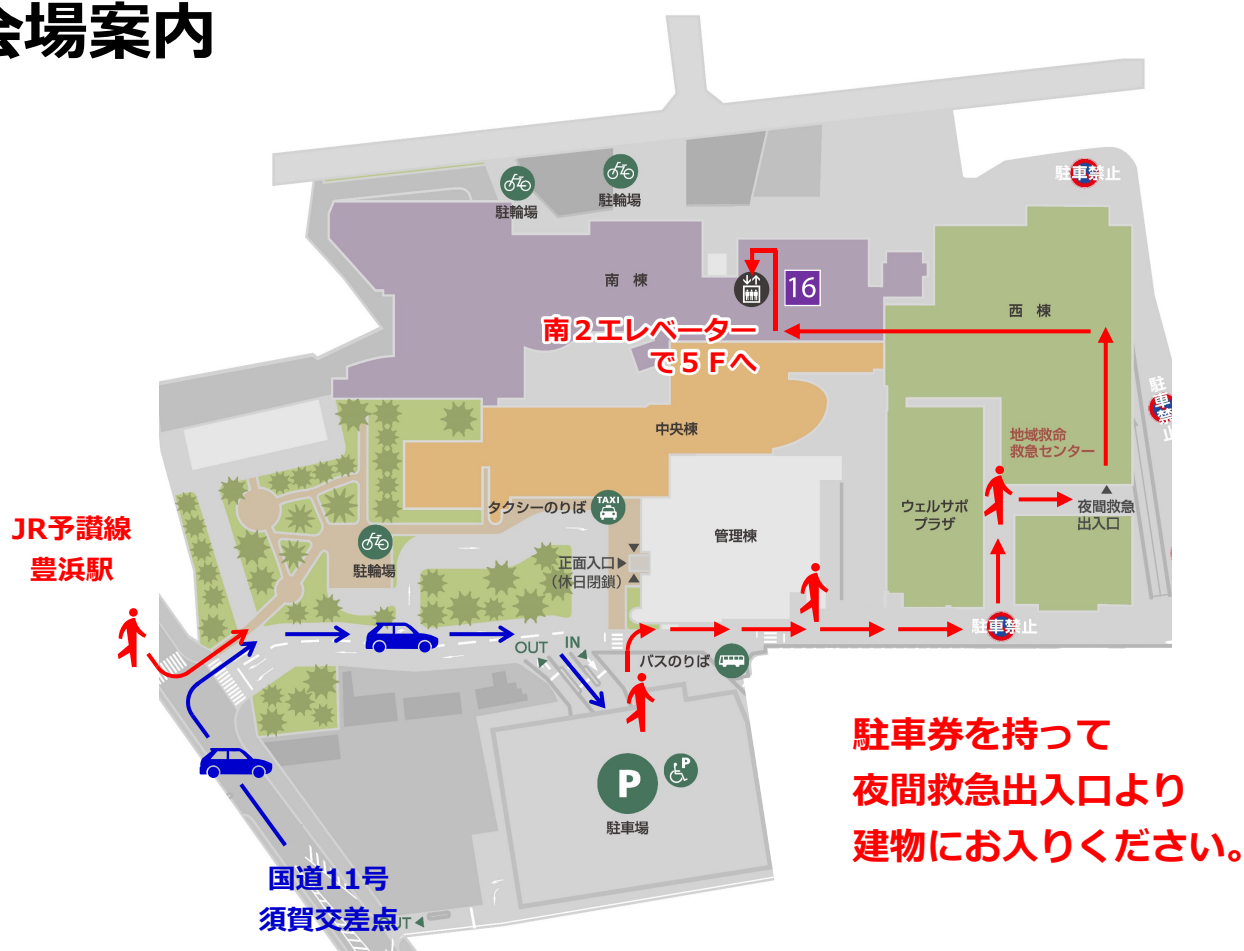 会場案内
駐車禁止
駐輪場
駐輪場
南 棟
16
西 棟
南2エレベーター
で5Fへ
駐車禁止
中央棟
地域救命
救急センター
タクシーのりば
TAXI
ウェルサポ
プラザ
夜間救急
出入口
管理棟
JR予讃線
豊浜駅
駐輪場
正面入口
(休日閉鎖)
駐車禁止
OUT
IN
バスのりば
駐車券を持って
夜間救急出入口より
建物にお入りください。
P
P
駐車場
国道11号
須賀交差点
OUT